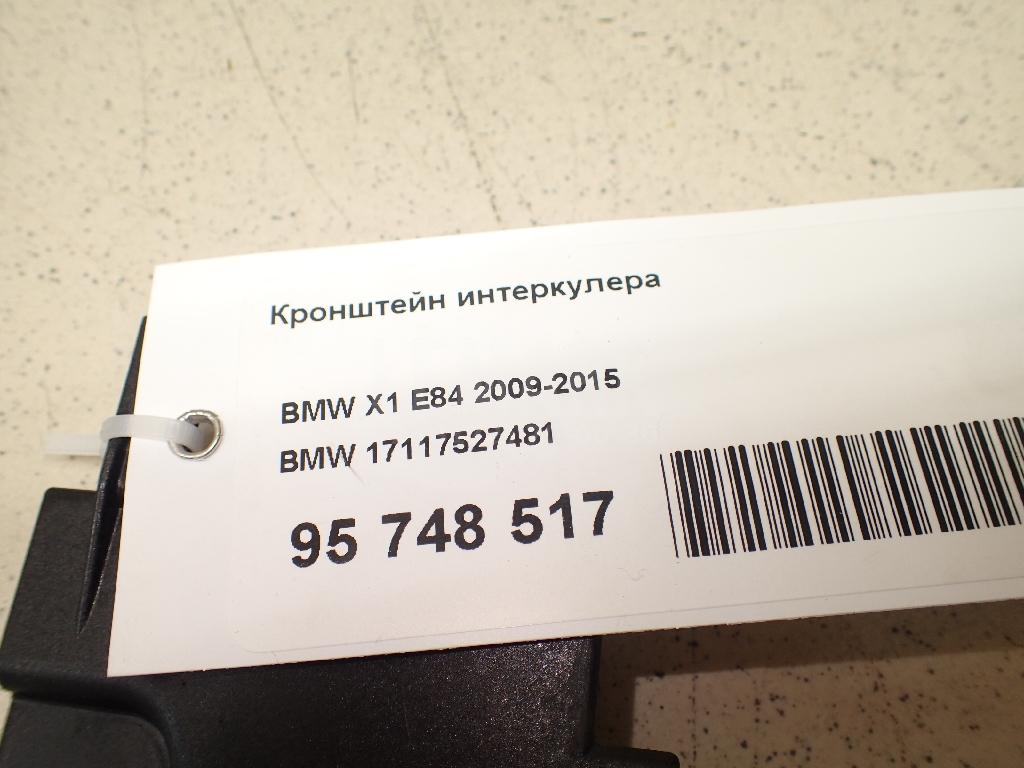 Кронштейн интеркулера
BMW X1 E84 2009-2015
BMW 17117527481
95 748 517